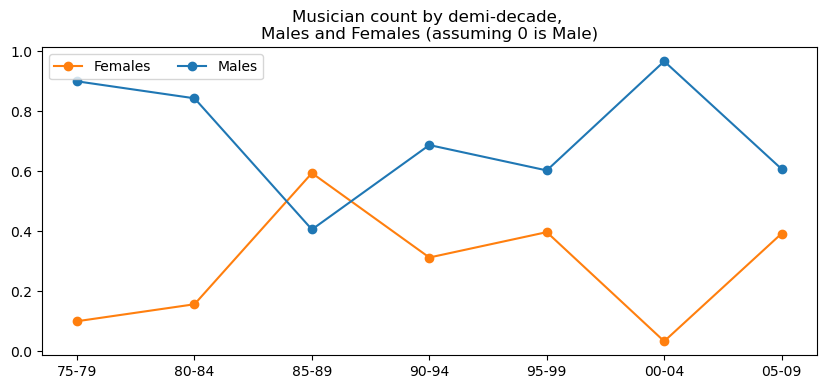 Musician count by demi-decade,
Males and Females (assuming 0 is Male)
Females Males
1.0
0.8
0.6
0.4
0.2
0.0
75-79 80-84 85-89 90-94 95-99 00-04 05-09